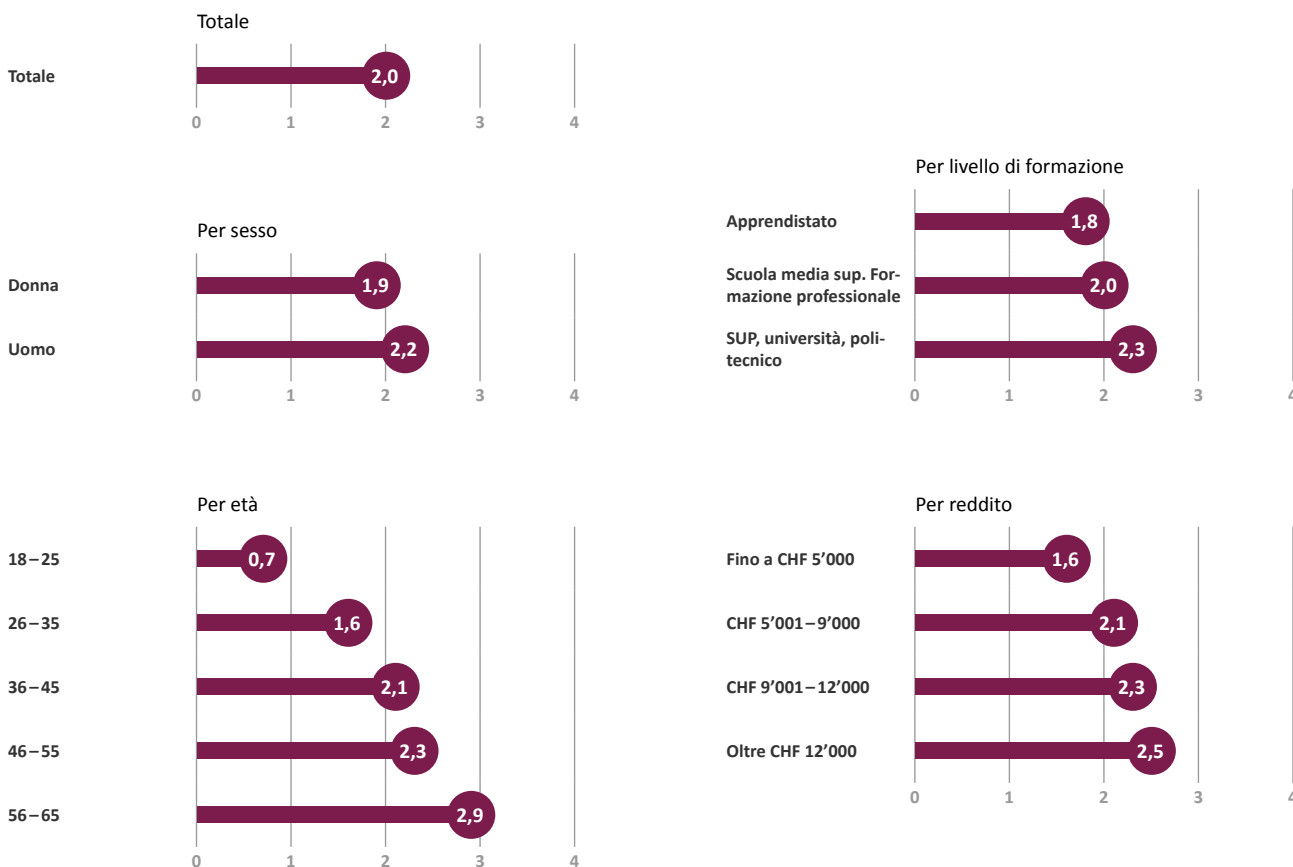 Totale
Totale
2,0
0 1 2 3 4
Per sesso
Donna
1,9
Uomo
2,2
0 1 2 3 4
Per età
18–25
0,7
26–35
1,6
36–45
2,1
46–55
2,3
56–65
2,9
0 1 2 3 4
Per livello di formazione
Apprendistato
1,8
Scuola media sup. For-
mazione professionale
2,0
SUP, università, poli-
tecnico
2,3
0 1 2 3 4
Per reddito
Fino a CHF 5’000
1,6
CHF 5’001–9’000
2,1
CHF 9’001–12’000
2,3
Oltre CHF 12’000
2,5
0 1 2 3 4